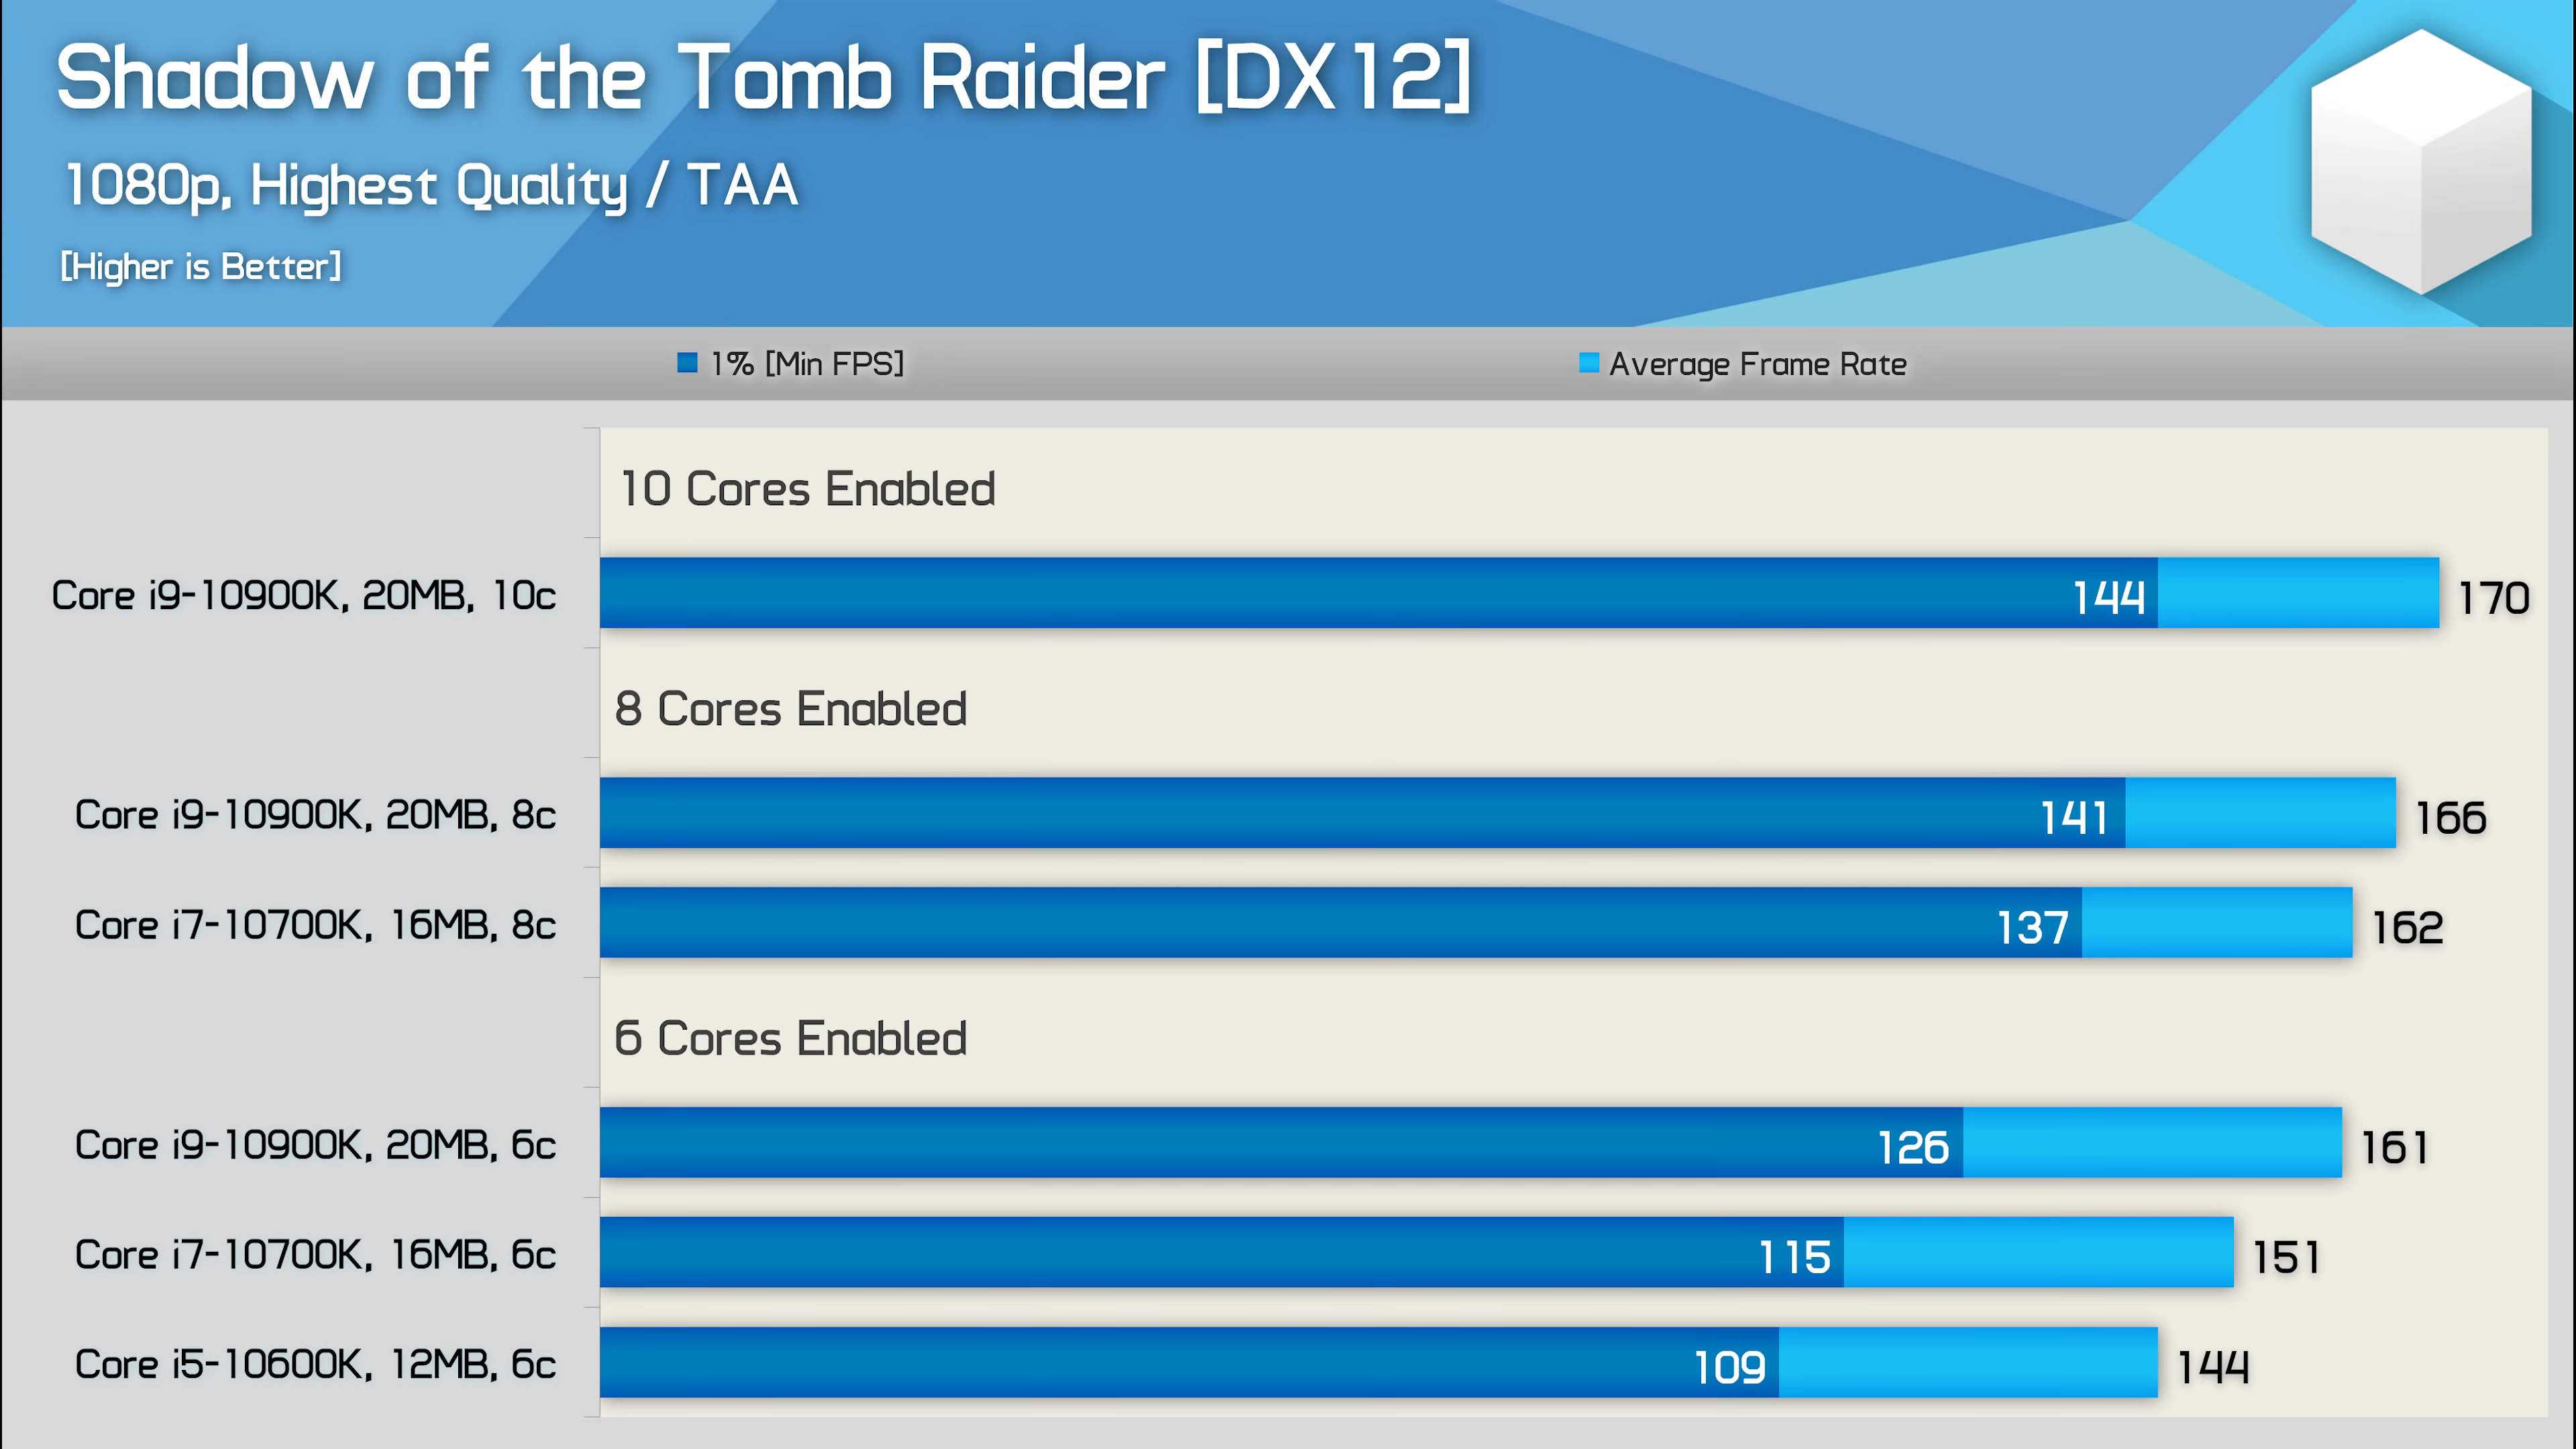 Shadow of the Tomb Raider [DX12]
1080p, Highest Quality / TAA
[Higher is Better]
1% [Min FPS] Average Frame Rate
10 Cores Enabled
Core i9-10900K, 20MB, 10c 144 170
8 Cores Enabled
Core i9-10900K, 20MB, 8c 141 166
Core i7-10700K, 16MB, 8c 137 162
6 Cores Enabled
Core i9-10900K, 20MB, 6c 126 161
Core i7-10700K, 16MB, 6c 115 151
Core i5-10600K, 12MB, 6c 109 144